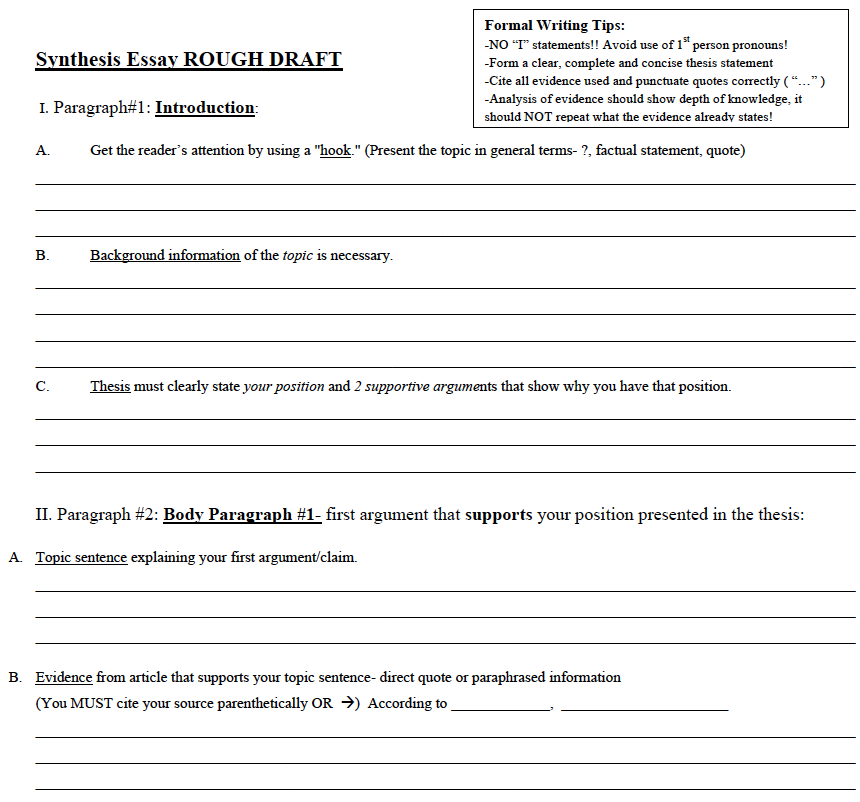 Formal Writing Tips:
-NO “I” statements!! Avoid use of 1st person pronouns!
-Form a clear, complete and concise thesis statement
-Cite all evidence used and punctuate quotes correctly ( “…” )
-Analysis of evidence should show depth of knowledge, it
should NOT repeat what the evidence already states!
Synthesis Essay ROUGH DRAFT
I. Paragraph#1: Introduction:
A. Get the reader’s attention by using a "hook." (Present the topic in general terms- ?, factual statement, quote)
B. Background information of the topic is necessary.
C. Thesis must clearly state your position and 2 supportive arguments that show why you have that position.
II. Paragraph #2: Body Paragraph #1- first argument that supports your position presented in the thesis:
A. Topic sentence explaining your first argument/claim.
B. Evidence from article that supports your topic sentence- direct quote or paraphrased information
(You MUST cite your source parenthetically OR →) According to ______________, ________________________